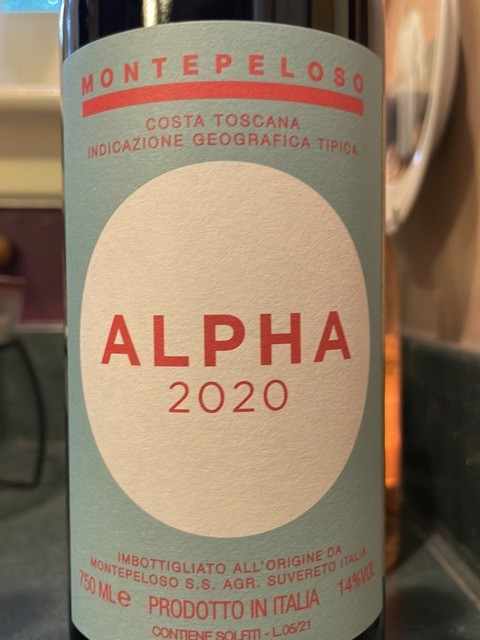 MONTEPELOSO
COSTA TOSCANA
INDICAZIONE GEOGRAFICA TIPICA
ALPHA
2020
IMBOTTIGLIATO ALL'ORIGINE DA
MONTEPELOSO S.S. AGR. SUVERETO ITALIA
750 MLe PRODOTTO IN ITALIA 14%VOL
CONTIENE SOLFITI - L.05/21